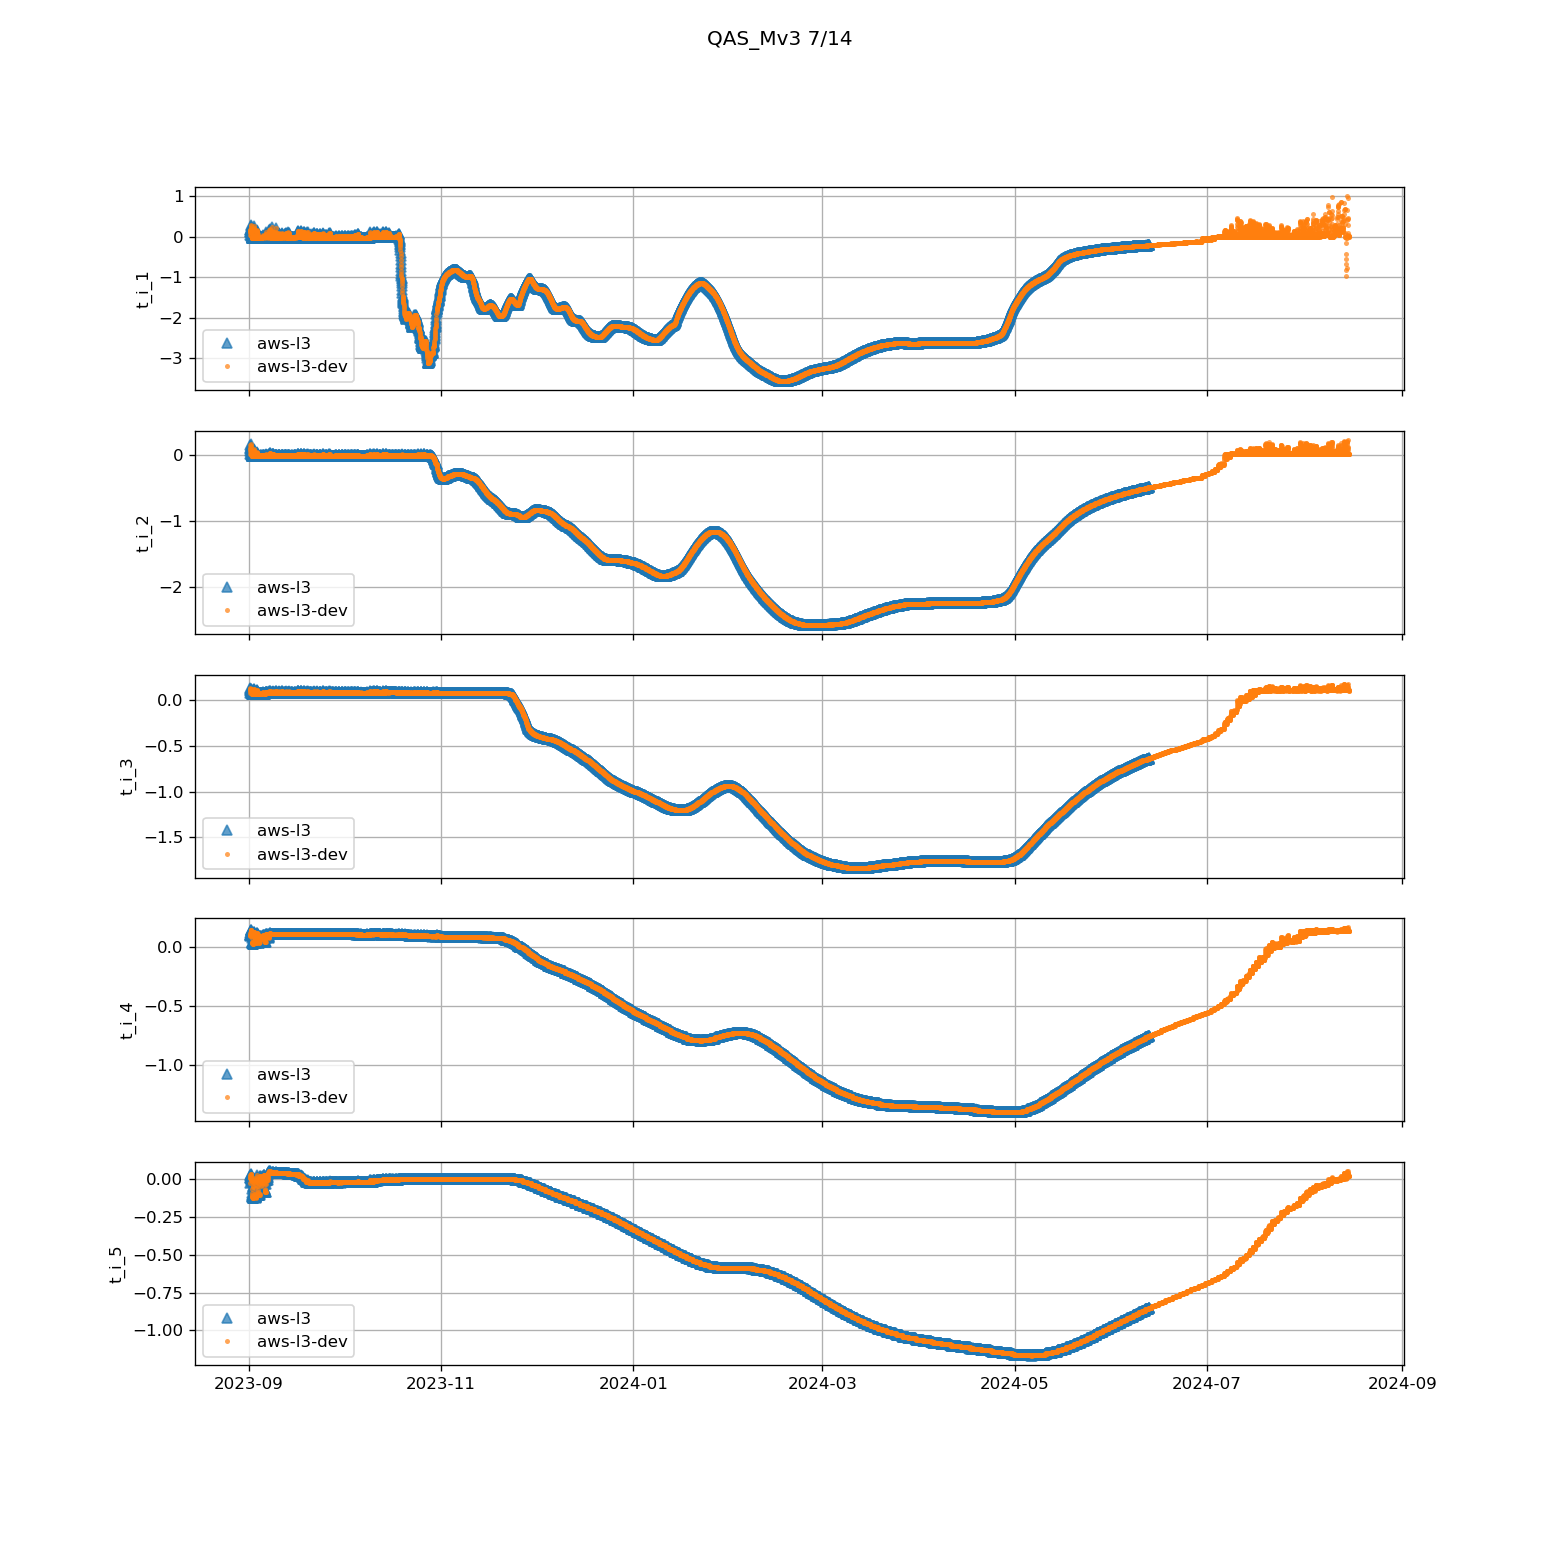 QAS_Mv3 7/14
1
0
−1
−2
−3
t_i_1
aws-l3
aws-l3-dev
0
−1
−2
t_i_2
aws-l3
aws-l3-dev
0.0
−0.5
−1.0
−1.5
t_i_3
aws-l3
aws-l3-dev
0.0
−0.5
−1.0
t_i_4
aws-l3
aws-l3-dev
0.00
−0.25
−0.50
−0.75
−1.00
t_i_5
aws-l3
aws-l3-dev
2023-09 2023-11 2024-01 2024-03 2024-05 2024-07 2024-09